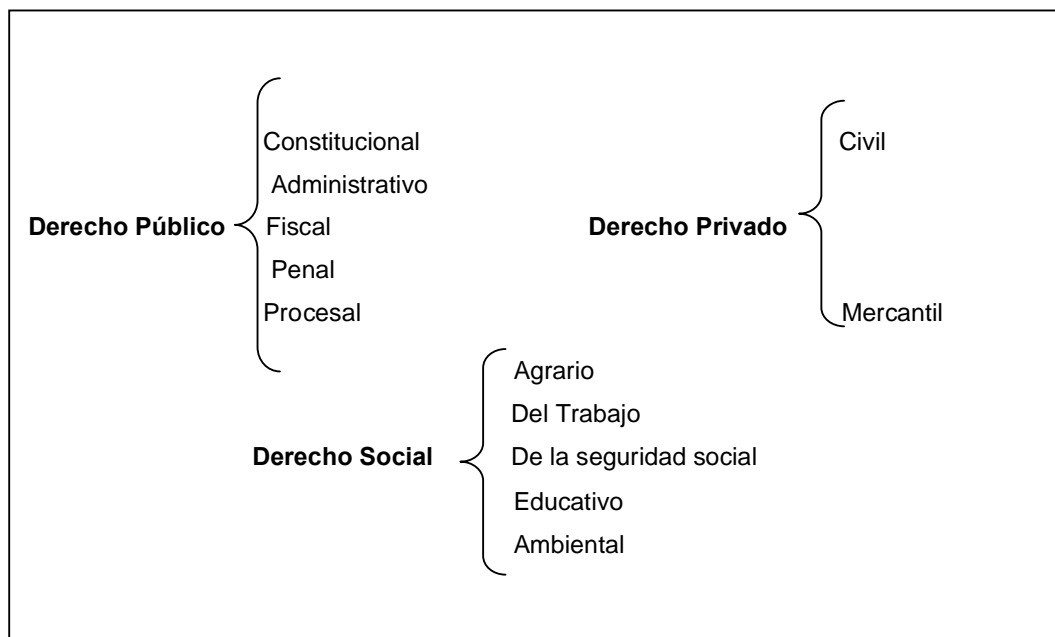 Derecho Público
Constitucional
Administrativo
Fiscal
Penal
Procesal
Derecho Privado
Civil
Mercantil
Derecho Social
Agrario
Del Trabajo
De la seguridad social
Educativo
Ambiental